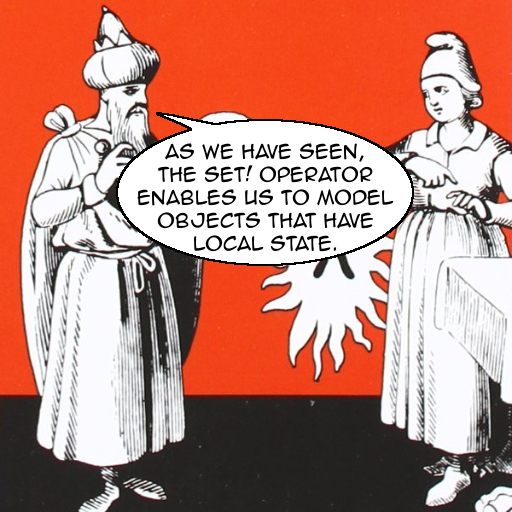 AS WE HAVE SEEN,
THE SET! OPERATOR
ENABLES US TO MODEL
OBJECTS THAT HAVE
LOCAL STATE.